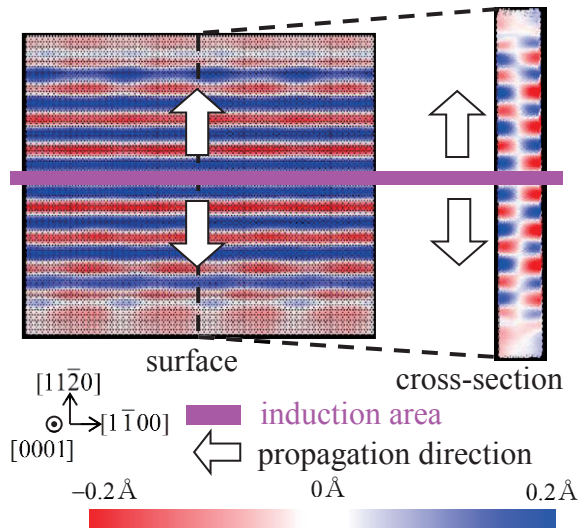 surface
cross-section
[112̄0]
[11̄00]
[0001]
induction area
propagation direction
−0.2 Å
0 Å
0.2 Å